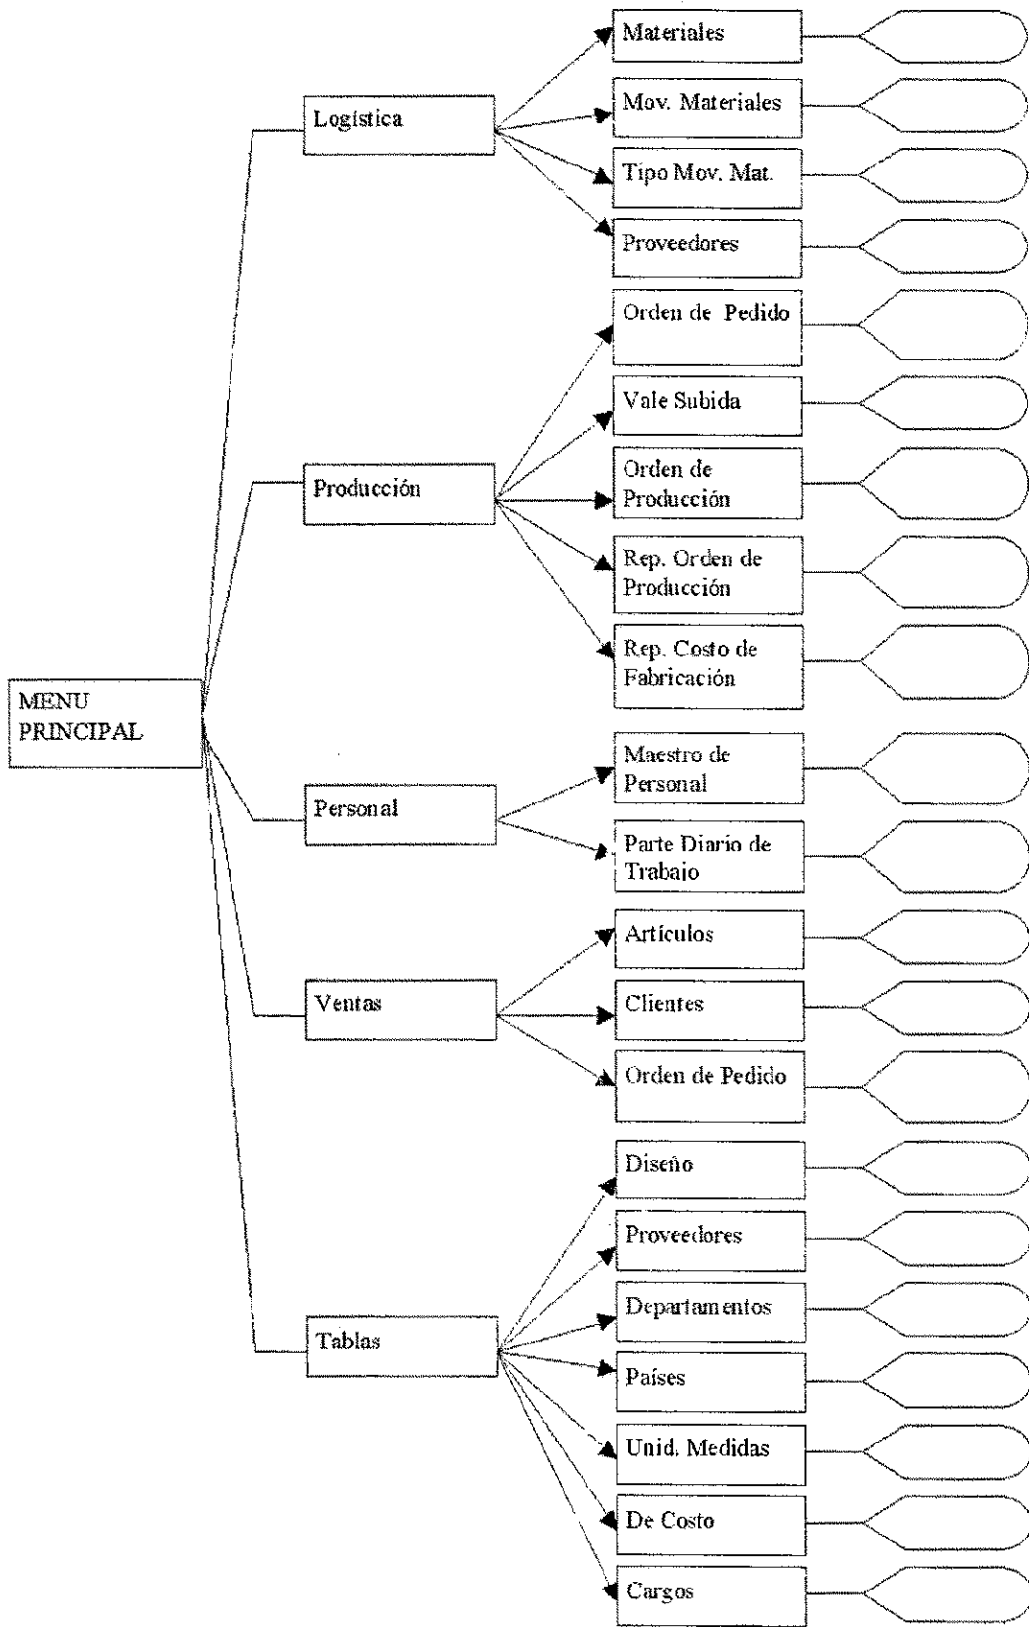 MENU
PRINCIPAL
Logística
Materiales
Mov. Materiales
Tipo Mov. Mat.
Proveedores
Producción
Orden de Pedido
Vale Subida
Orden de
Producción
Rep. Orden de
Producción
Rep. Costo de
Fabricación
Personal
Maestro de
Personal
Parte Diario de
Trabajo
Ventas
Artículos
Clientes
Orden de Pedido
Tablas
Diseño
Proveedores
Departamentos
Países
Unid. Medidas
De Costo
Cargos